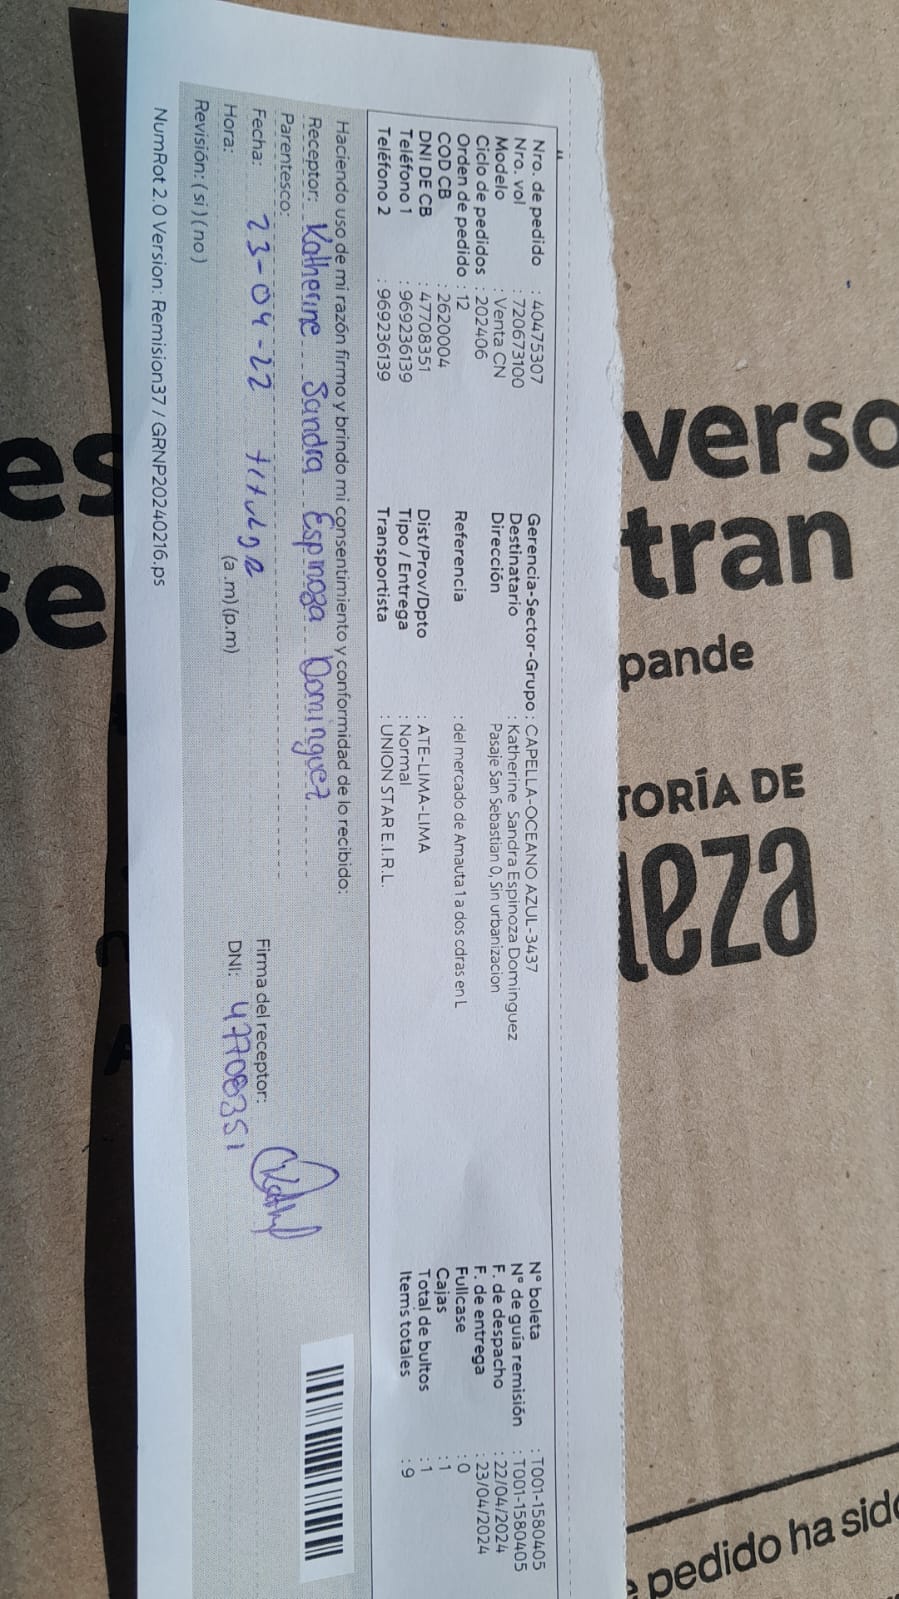 Nro. de pedido : 40475307
Nro. vol : 720673100
Modelo : Venta CN
Ciclo de pedidos : 202406
Orden de pedido : 12
COD CB : 2620004
DNI DE CB : 47708351
Teléfono 1 : 969236139
Teléfono 2 : 969236139
Gerencia-Sector-Grupo : CAPELLA-OCEANO AZUL-3437
Destinatario : Katherine Sandra Espinoza Dominguez
Dirección Pasaje San Sebastian 0, Sin urbanizacion
Referencia : del mercado de Amauta 1 a dos cdras en L
Dist/Prov/Dpto : ATE-LIMA-LIMA
Tipo / Entrega : Normal
Transportista : UNION STAR E.I.R.L.
N° boleta : T001-1580405
N° de guía remisión : T001-1580405
F. de despacho : 22/04/2024
F. de entrega : 23/04/2024
Fullcase : 0
Cajas : 1
Total de bultos : 1
Items totales : 9
Haciendo uso de mi razón firmo y brindo mi consentimiento y conformidad de lo recibido:
Receptor: Katherine Sandra Espinoza Dominguez
Parentesco:
Fecha: 23-04-22
Hora: (a.m) (p.m)
Revisión: (si) (no)
Firma del receptor:
DNI: 47708351
NumRot 2.0 Version: Remision37 / GRNP20240216.ps
verso
tran
pande
TORÍA DE
leza
pedido ha sido
es
se